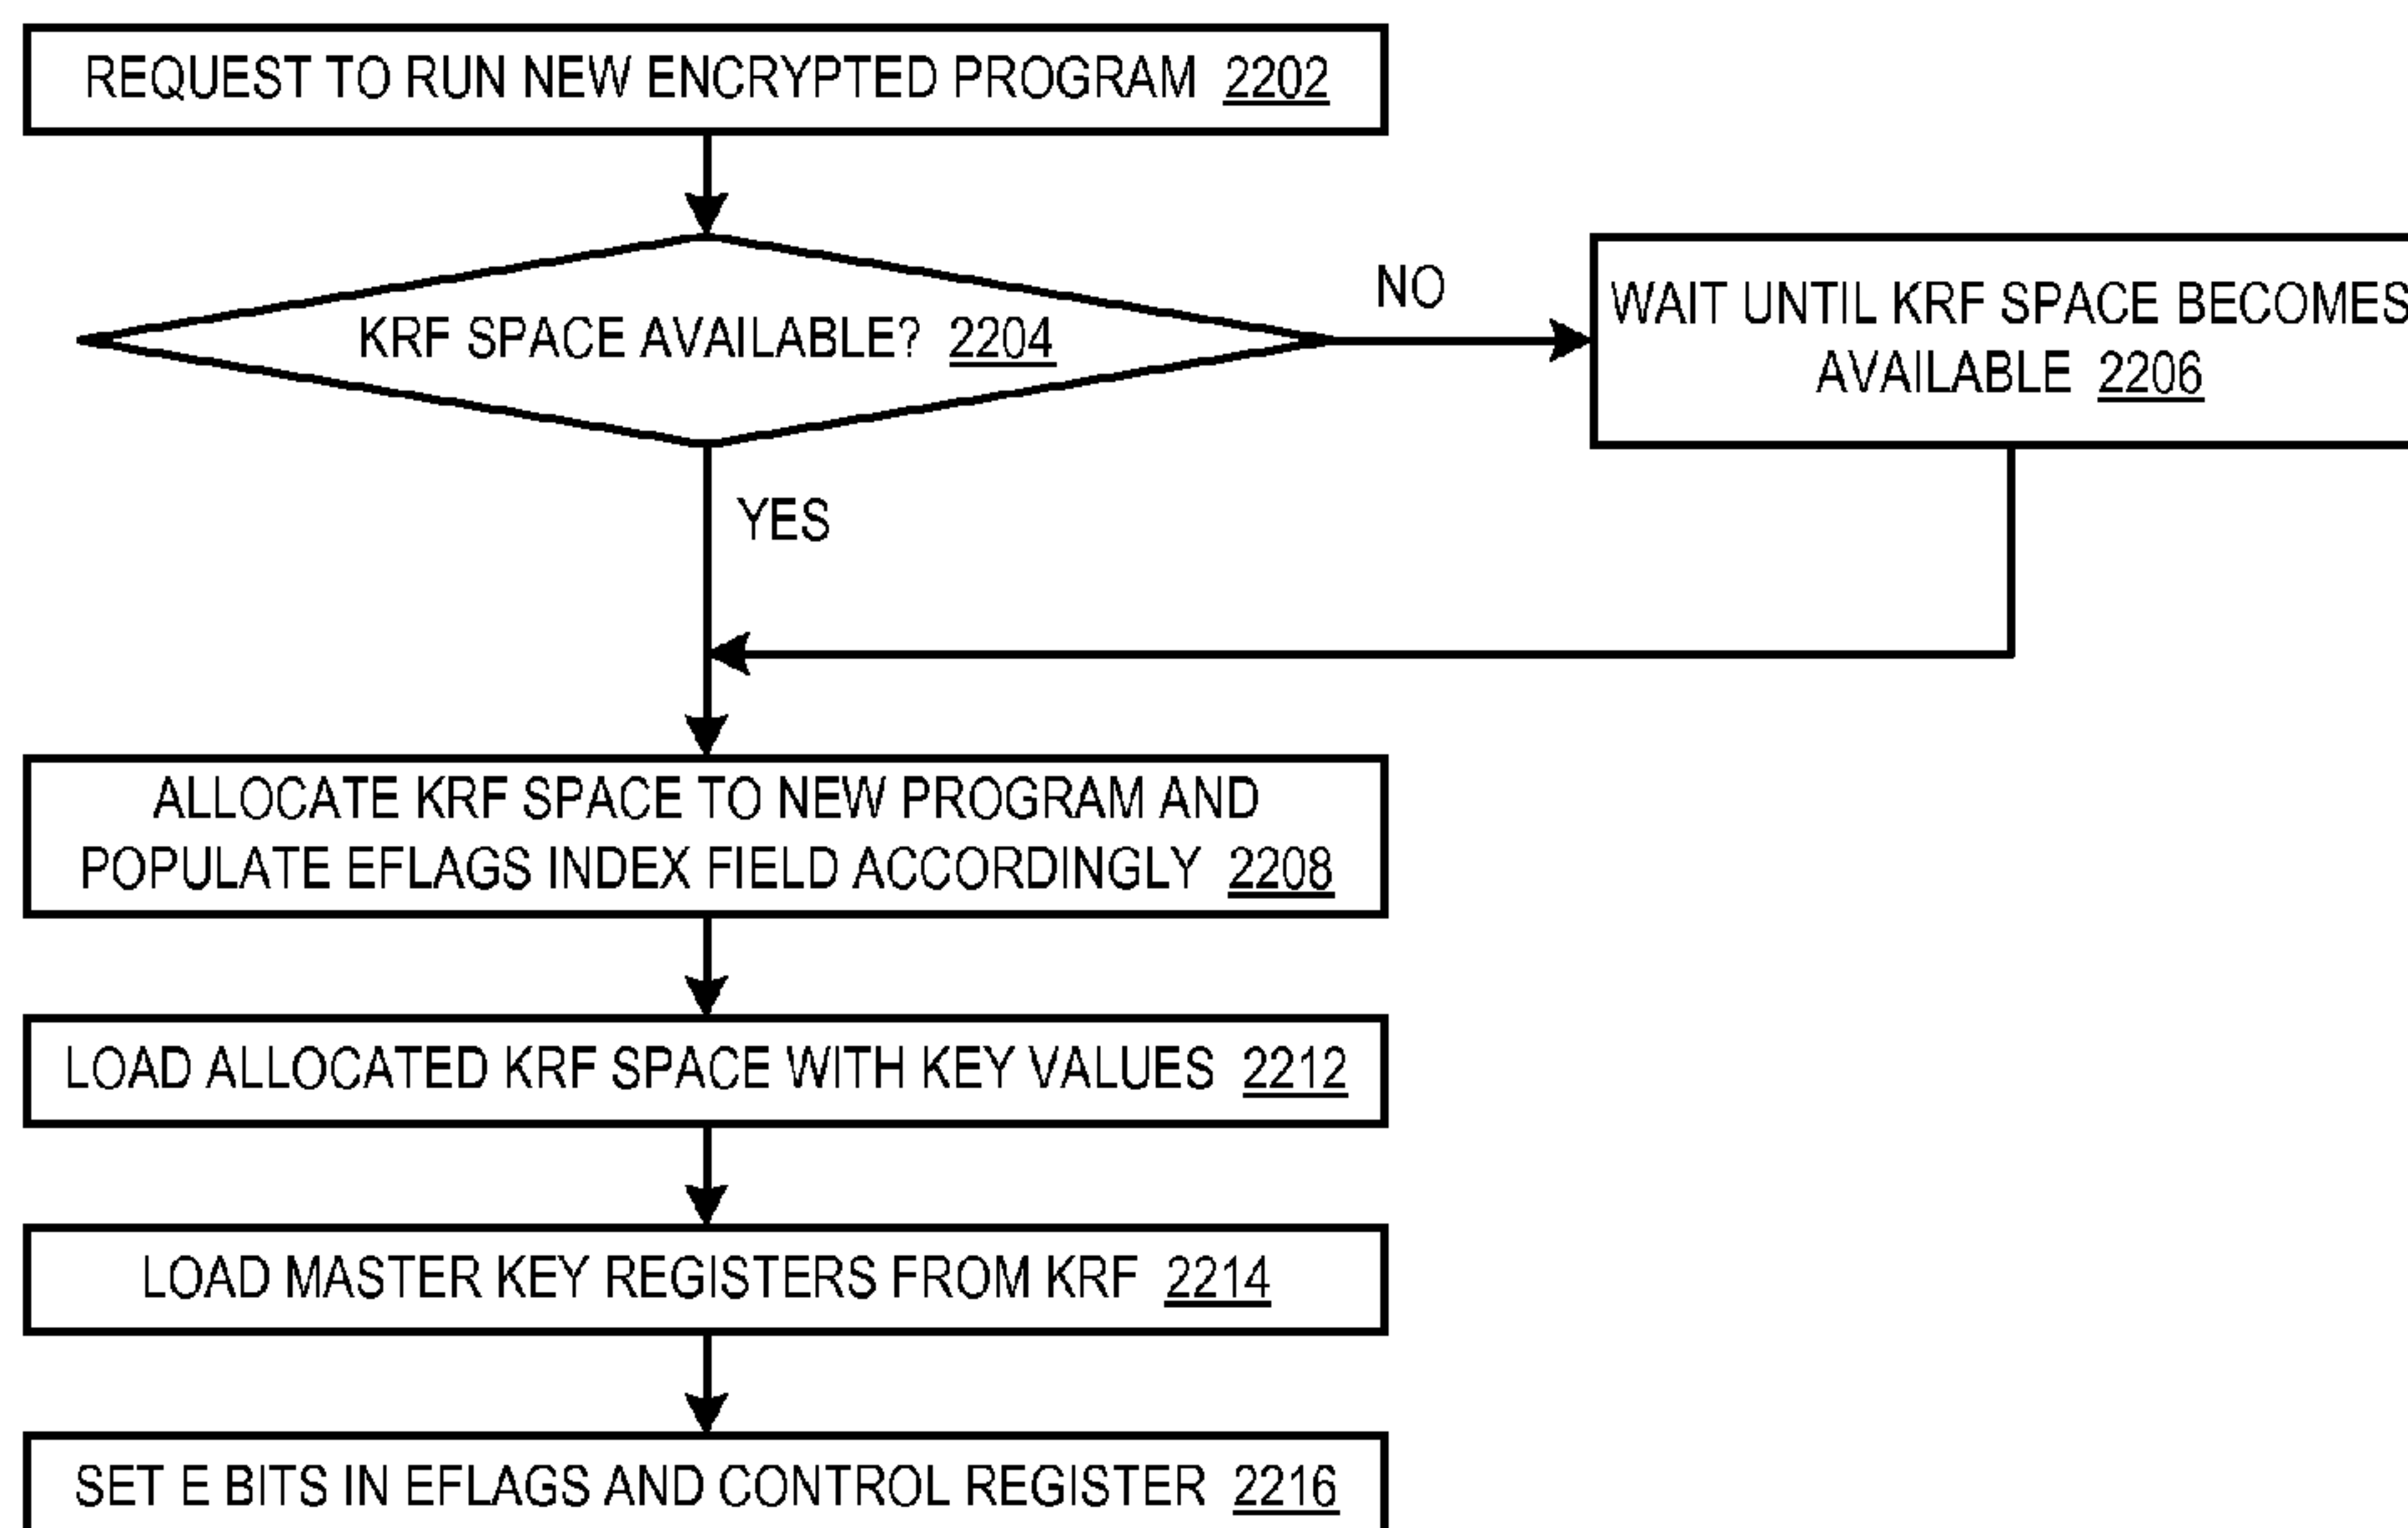 REQUEST TO RUN NEW ENCRYPTED PROGRAM 2202
KRF SPACE AVAILABLE? 2204
NO
WAIT UNTIL KRF SPACE BECOMES
AVAILABLE 2206
YES
ALLOCATE KRF SPACE TO NEW PROGRAM AND
POPULATE EFLAGS INDEX FIELD ACCORDINGLY 2208
LOAD ALLOCATED KRF SPACE WITH KEY VALUES 2212
LOAD MASTER KEY REGISTERS FROM KRF 2214
SET E BITS IN EFLAGS AND CONTROL REGISTER 2216